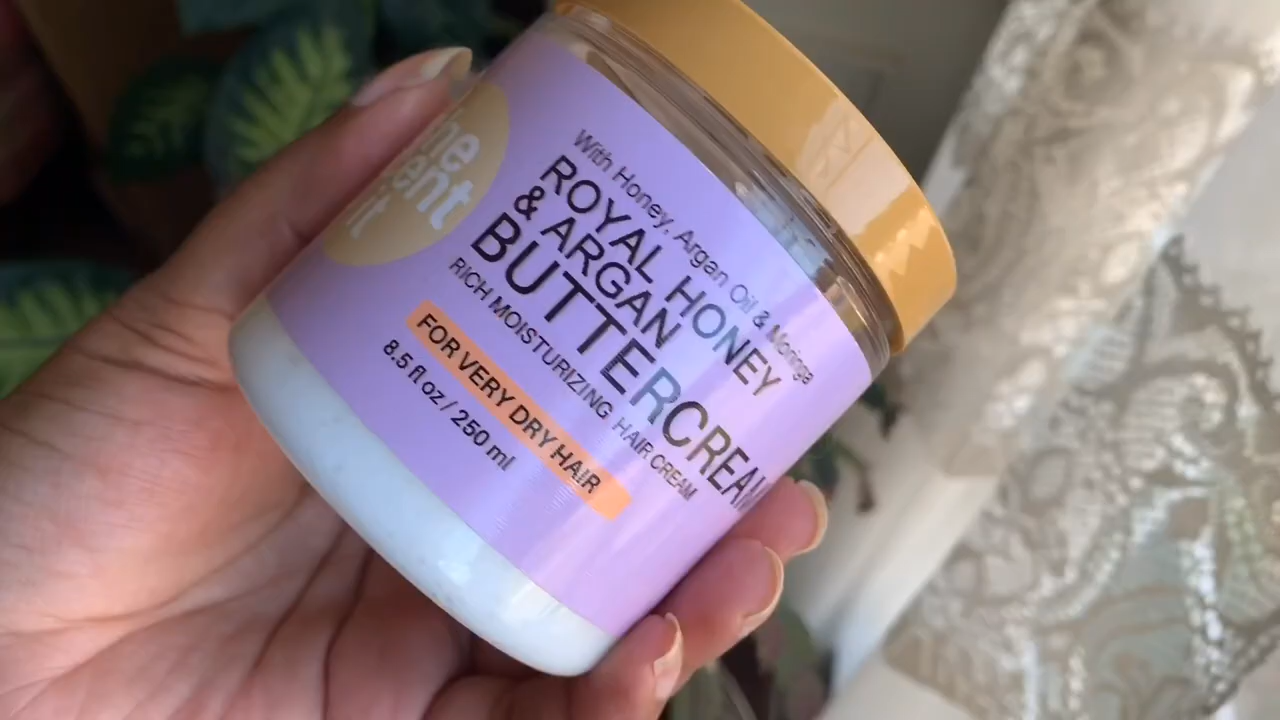 With Honey, Argan Oil & Moringa
ROYAL HONEY
& ARGAN
BUTTERCREAM
RICH MOISTURIZING HAIR CREAM
FOR VERY DRY HAIR
8.5 fl oz / 250 ml